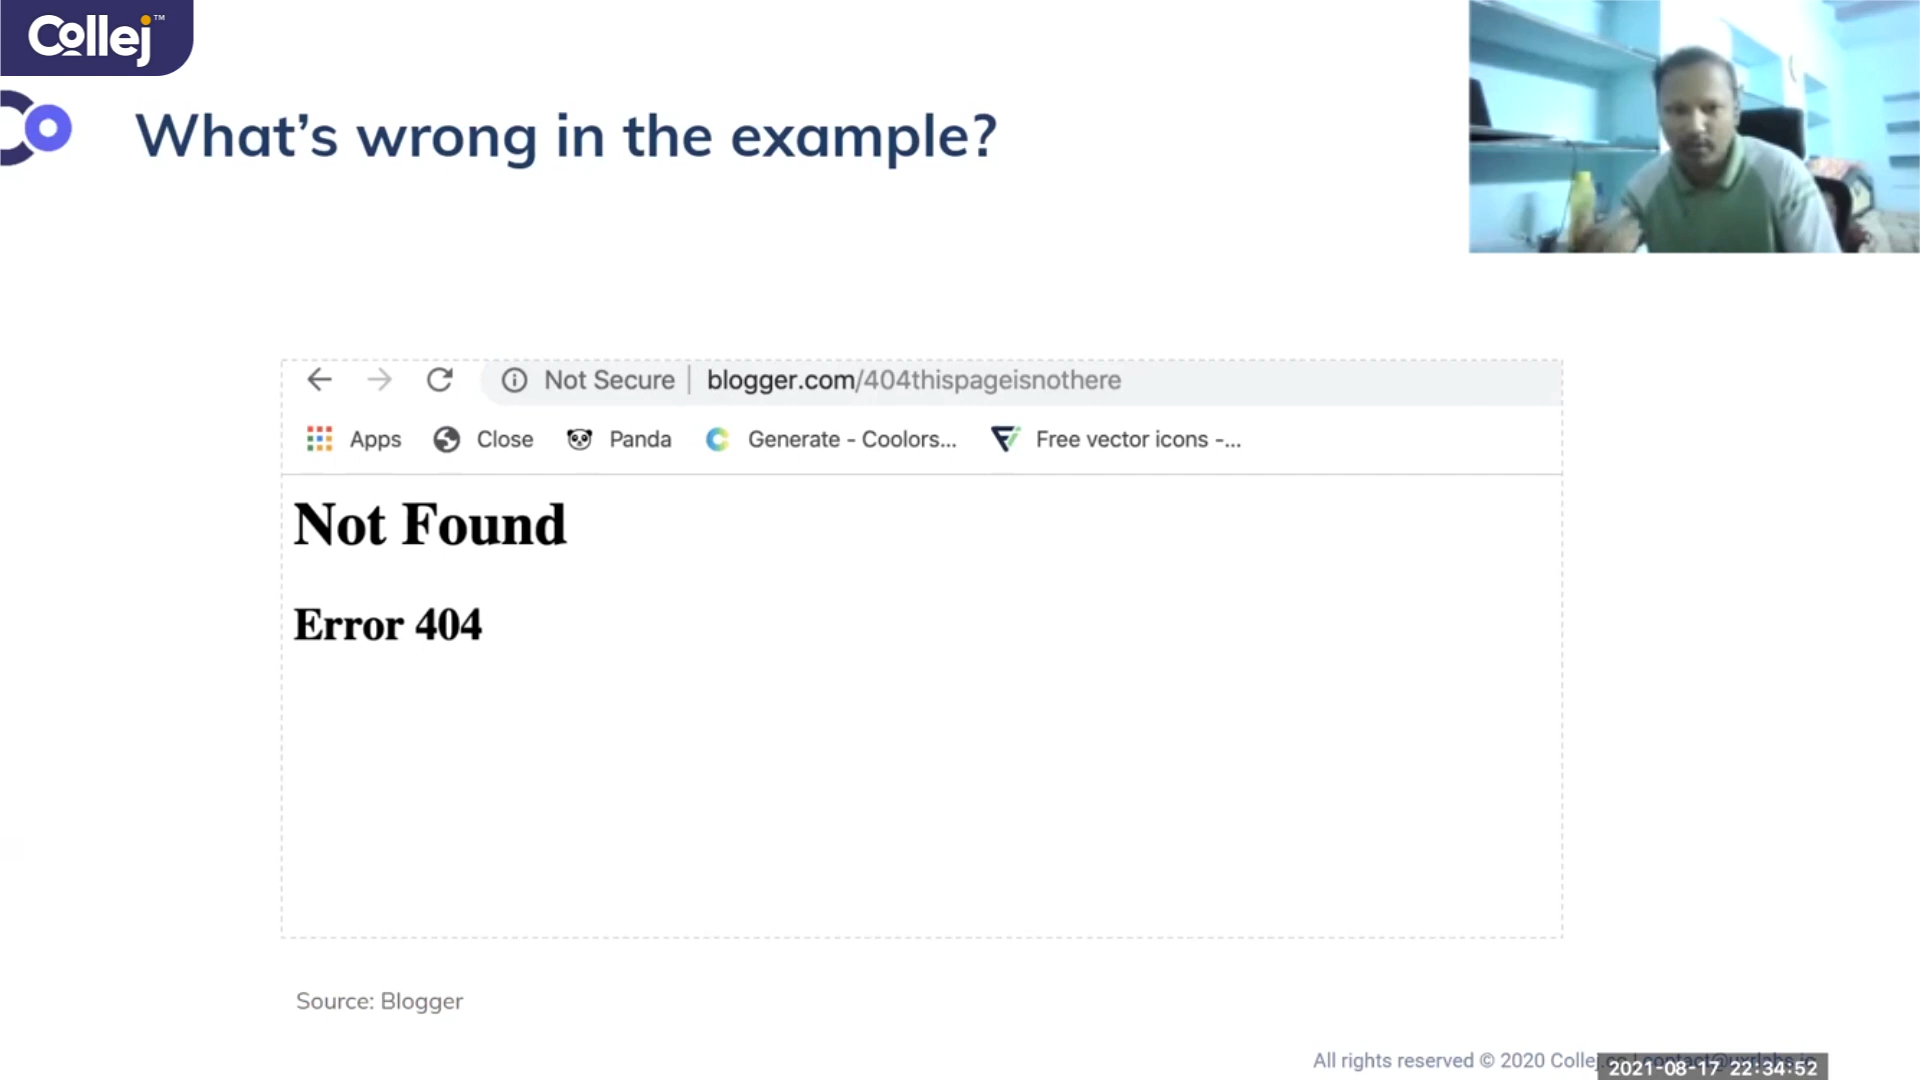 Collej™
What's wrong in the example?
Not Secure | blogger.com/404thispageisnothere
Apps Close Panda Generate - Coolors... Free vector icons -...
Not Found
Error 404
Source: Blogger
All rights reserved © 2020 Collej
2021-08-17 22:34:52